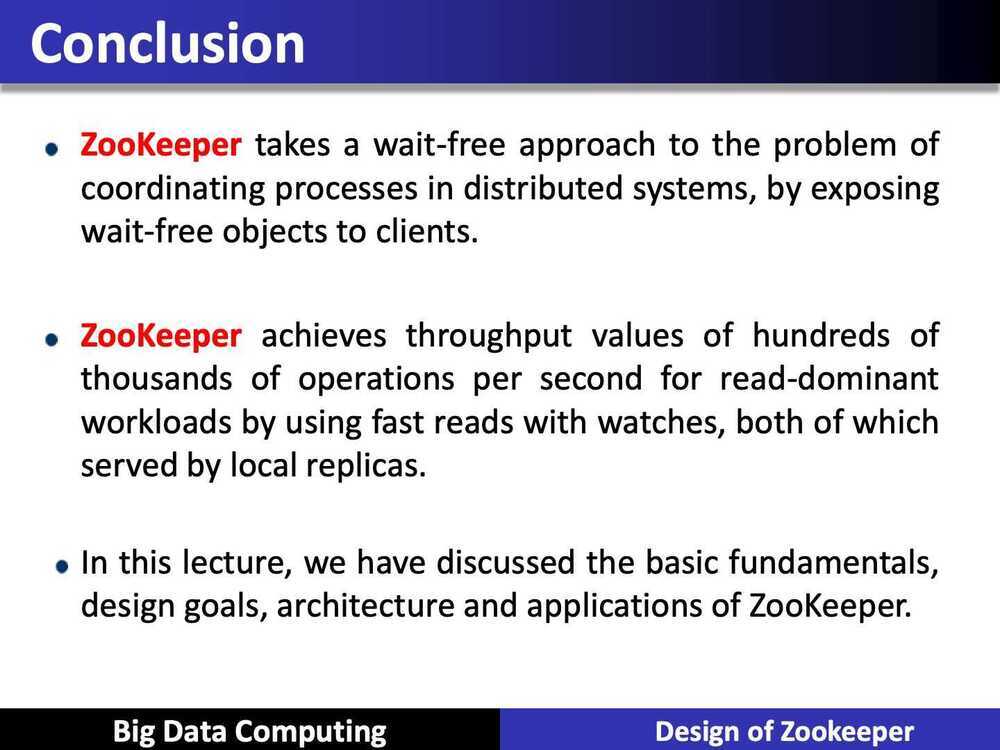 Conclusion
• ZooKeeper takes a wait-free approach to the problem of
coordinating processes in distributed systems, by exposing
wait-free objects to clients.
• ZooKeeper achieves throughput values of hundreds of
thousands of operations per second for read-dominant
workloads by using fast reads with watches, both of which
served by local replicas.
• In this lecture, we have discussed the basic fundamentals,
design goals, architecture and applications of ZooKeeper.
Big Data Computing
Design of Zookeeper